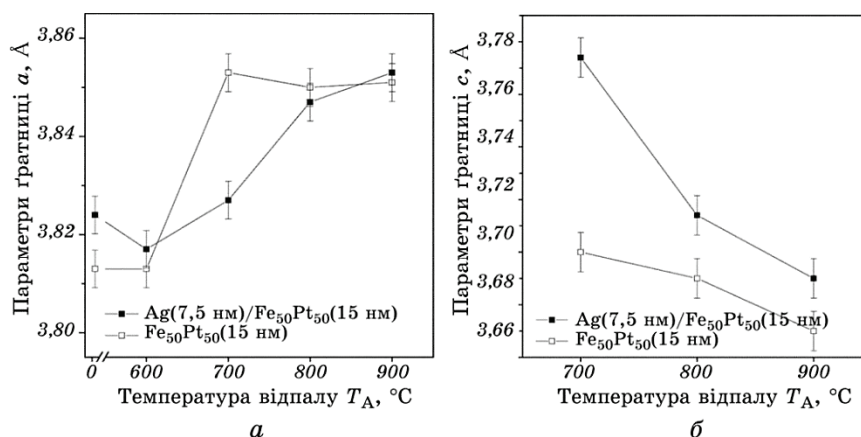 Параметри ґратниці a, Å
3,86
3,84
3,82
3,80
Ag(7,5 нм)/Fe₅₀Pt₅₀(15 нм)
Fe₅₀Pt₅₀(15 нм)
0 600 700 800 900
Температура відпалу T_A, °C
а
Параметри ґратниці c, Å
3,78
3,76
3,74
3,72
3,70
3,68
3,66
Ag(7,5 нм)/Fe₅₀Pt₅₀(15 нм)
Fe₅₀Pt₅₀(15 нм)
700 800 900
Температура відпалу T_A, °C
б